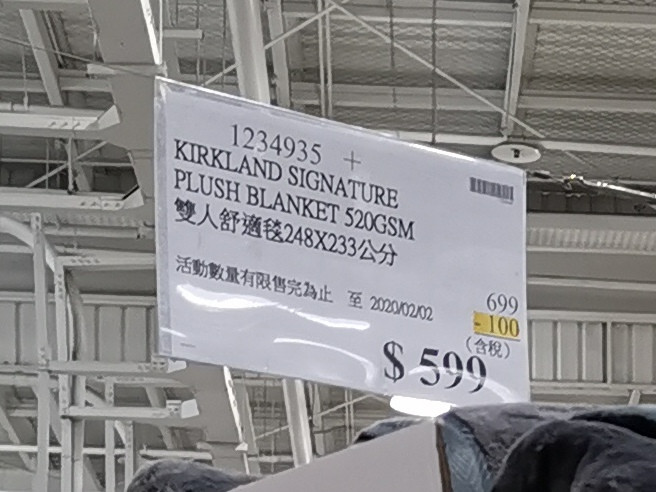 1234935 +
KIRKLAND SIGNATURE
PLUSH BLANKET 520GSM
雙人舒適毯248X233公分
活動數量有限售完為止 至 2020/02/02
699
- 100
(含稅)
$ 599